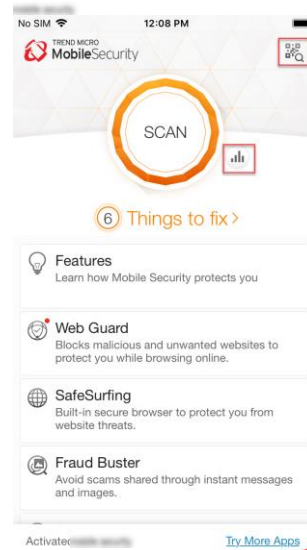 No SIM 12:08 PM
TREND MICRO
MobileSecurity
SCAN
6 Things to fix >
Features
Learn how Mobile Security protects you
Web Guard
Blocks malicious and unwanted websites to
protect you while browsing online.
SafeSurfing
Built-in secure browser to protect you from
website threats.
Fraud Buster
Avoid scams shared through instant messages
and images.
Try More Apps